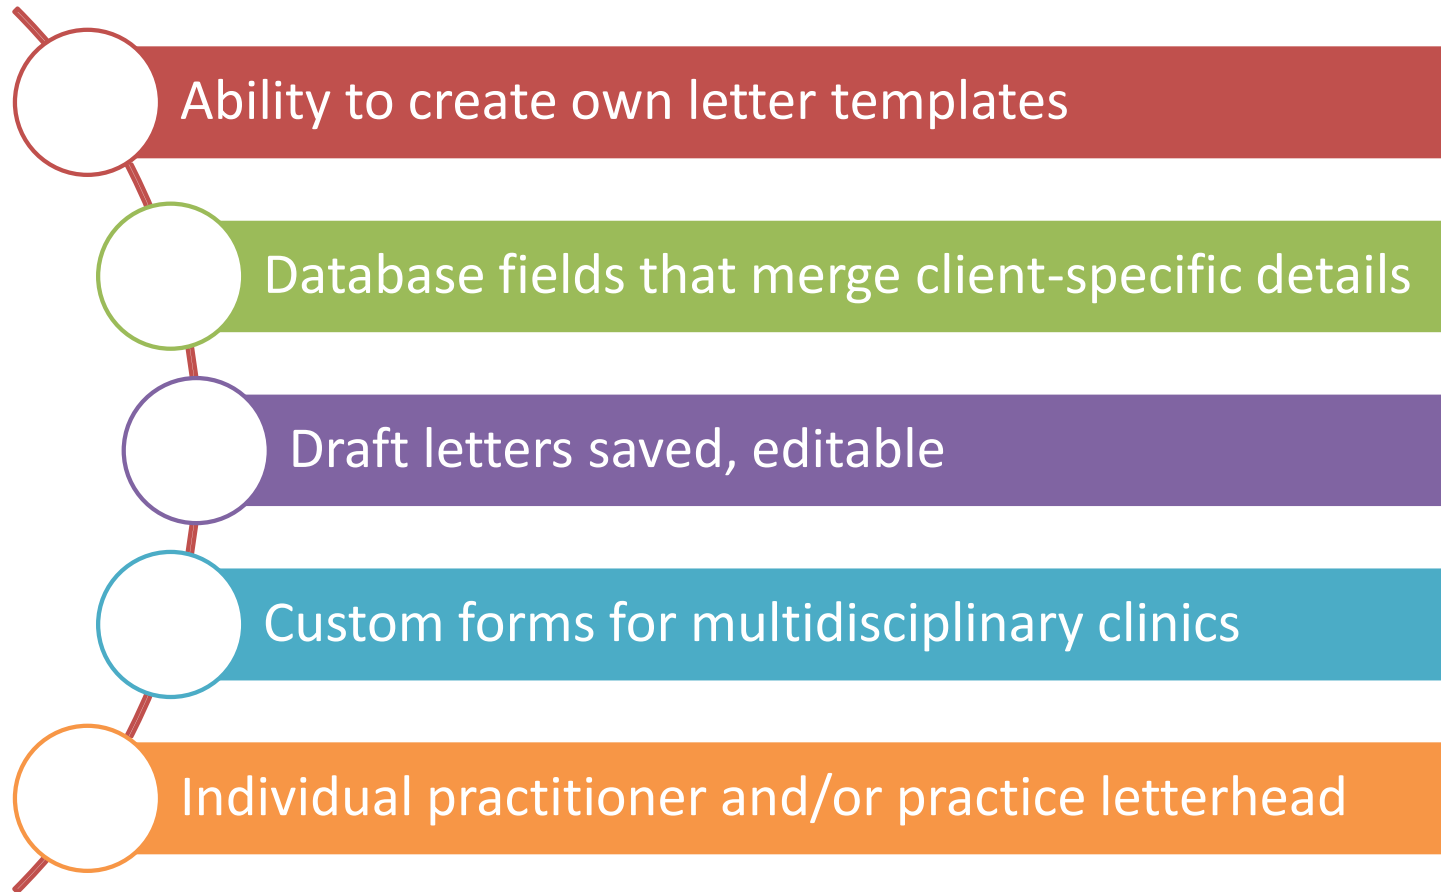 Ability to create own letter templates
Database fields that merge client-specific details
Draft letters saved, editable
Custom forms for multidisciplinary clinics
Individual practitioner and/or practice letterhead